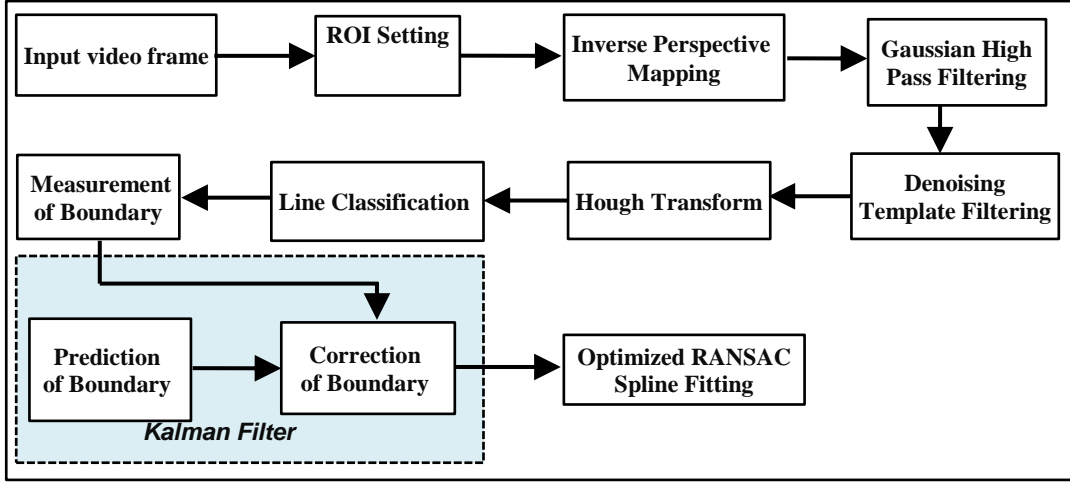 Input video frame
ROI Setting
Inverse Perspective
Mapping
Gaussian High
Pass Filtering
Measurement
of Boundary
Line Classification
Hough Transform
Denoising
Template Filtering
Prediction
of Boundary
Correction
of Boundary
Optimized RANSAC
Spline Fitting
Kalman Filter